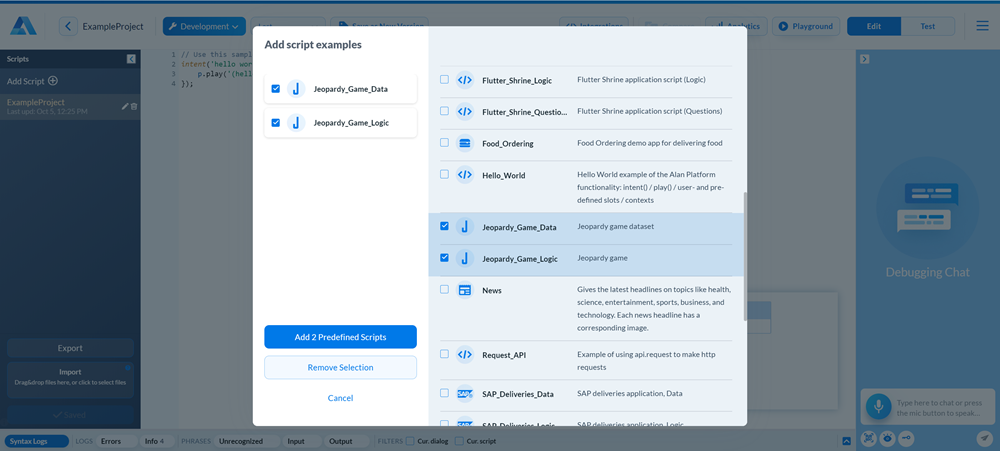 ExampleProject
Development
Save as New Version
Integrations
Analytics
Playground
Edit
Test
Scripts
Add Script
ExampleProject
Last upd: Oct 5, 12:25 PM
Export
Import
Drag&drop files here, or click to select files
Saved
1 // Use this sampl
2 intent('hello wor
3 p.play('(hell
4 });
Add script examples
Jeopardy_Game_Data
Jeopardy_Game_Logic
Add 2 Predefined Scripts
Remove Selection
Cancel
Flutter_Shrine_Logic
Flutter Shrine application script (Logic)
Flutter_Shrine_Questio...
Flutter Shrine application script (Questions)
Food_Ordering
Food Ordering demo app for delivering food
Hello_World
Hello World example of the Alan Platform
functionality: intent() / play() / user- and pre-
defined slots / contexts
Jeopardy_Game_Data
Jeopardy game dataset
Jeopardy_Game_Logic
Jeopardy game
News
Gives the latest headlines on topics like health,
science, entertainment, sports, business, and
technology. Each news headline has a
corresponding image.
Request_API
Example of using api.request to make http
requests
SAP_Deliveries_Data
SAP deliveries application, Data
SAP_Deliveries_Logic
SAP deliveries application, Logic
Debugging Chat
Type here to chat or press
the mic button to speak...
Syntax Logs
LOGS
Errors
Info 4
PHRASES
Unrecognized
Input
Output
FILTERS
Cur. dialog
Cur. script